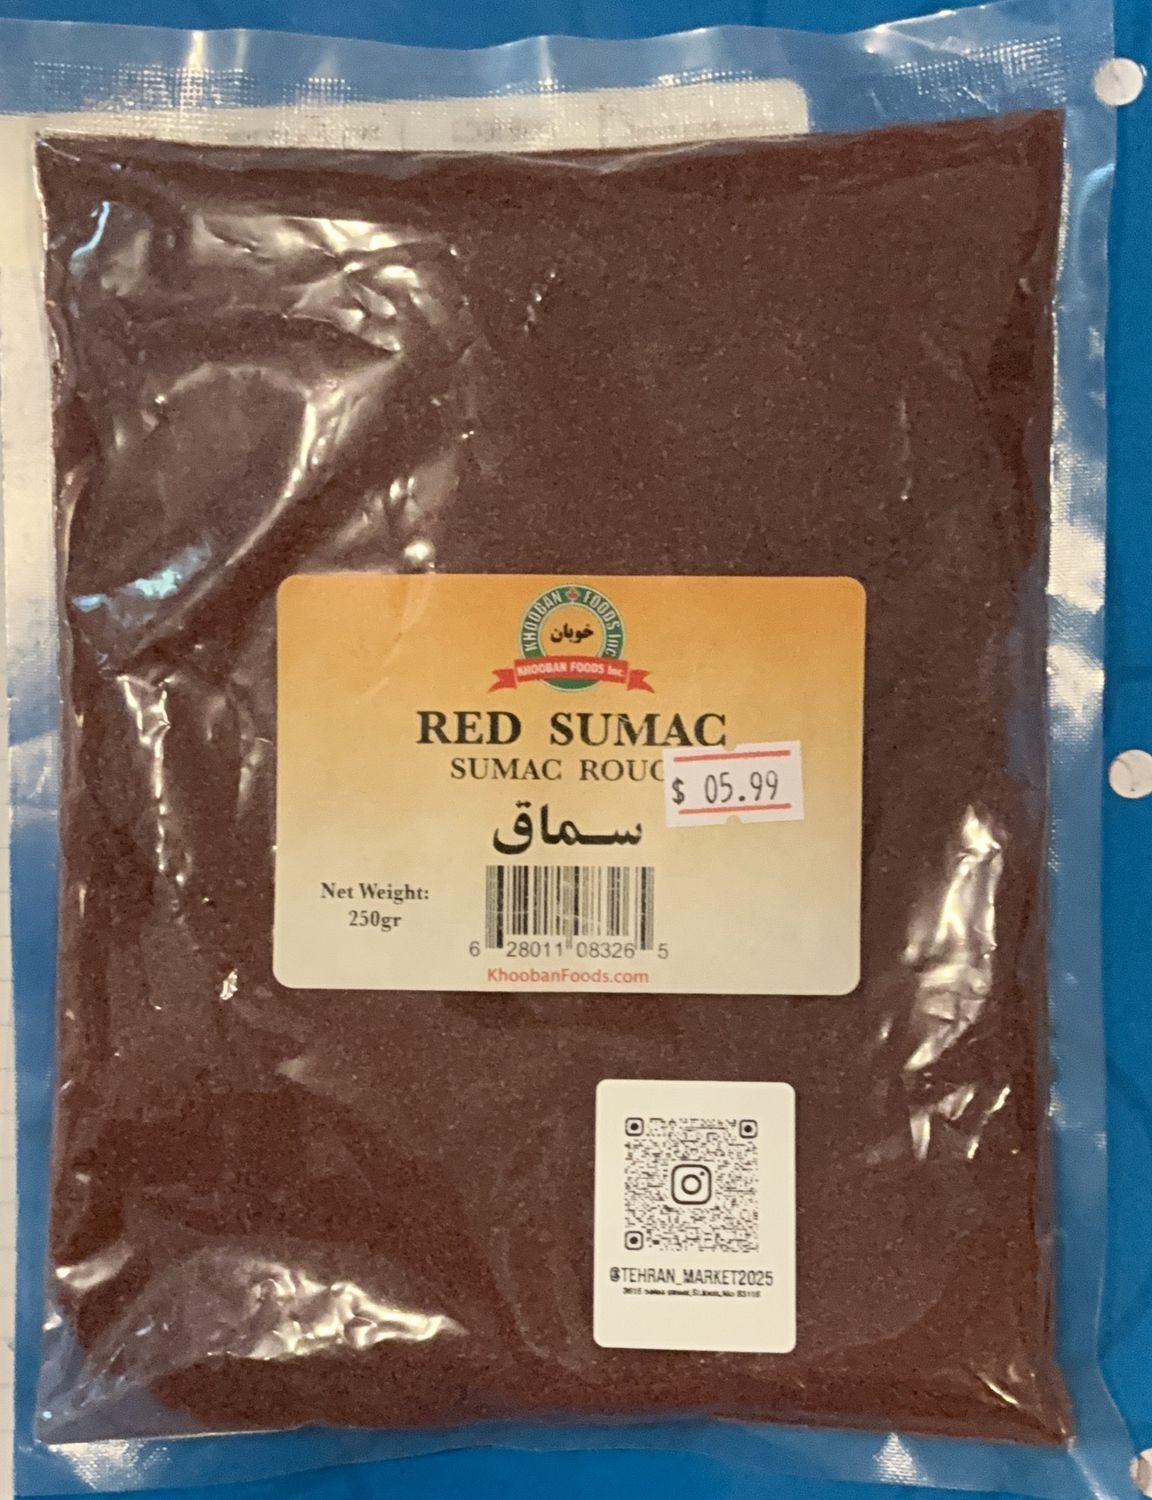 KHOOBAN FOODS Inc
خوبان
KHOOBAN FOODS Inc.
RED SUMAC
SUMAC
$ 05.99
سماق
Net Weight:
250gr
6 28011 08326 5
KhoobanFoods.com
@TEHRAN_MARKET2025